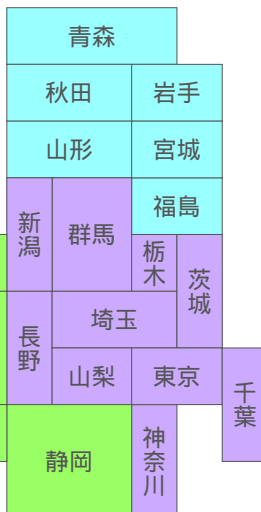 青森
秋田
岩手
山形
宮城
福島
新潟
群馬
栃木
茨城
埼玉
長野
山梨
東京
千葉
静岡
神奈川